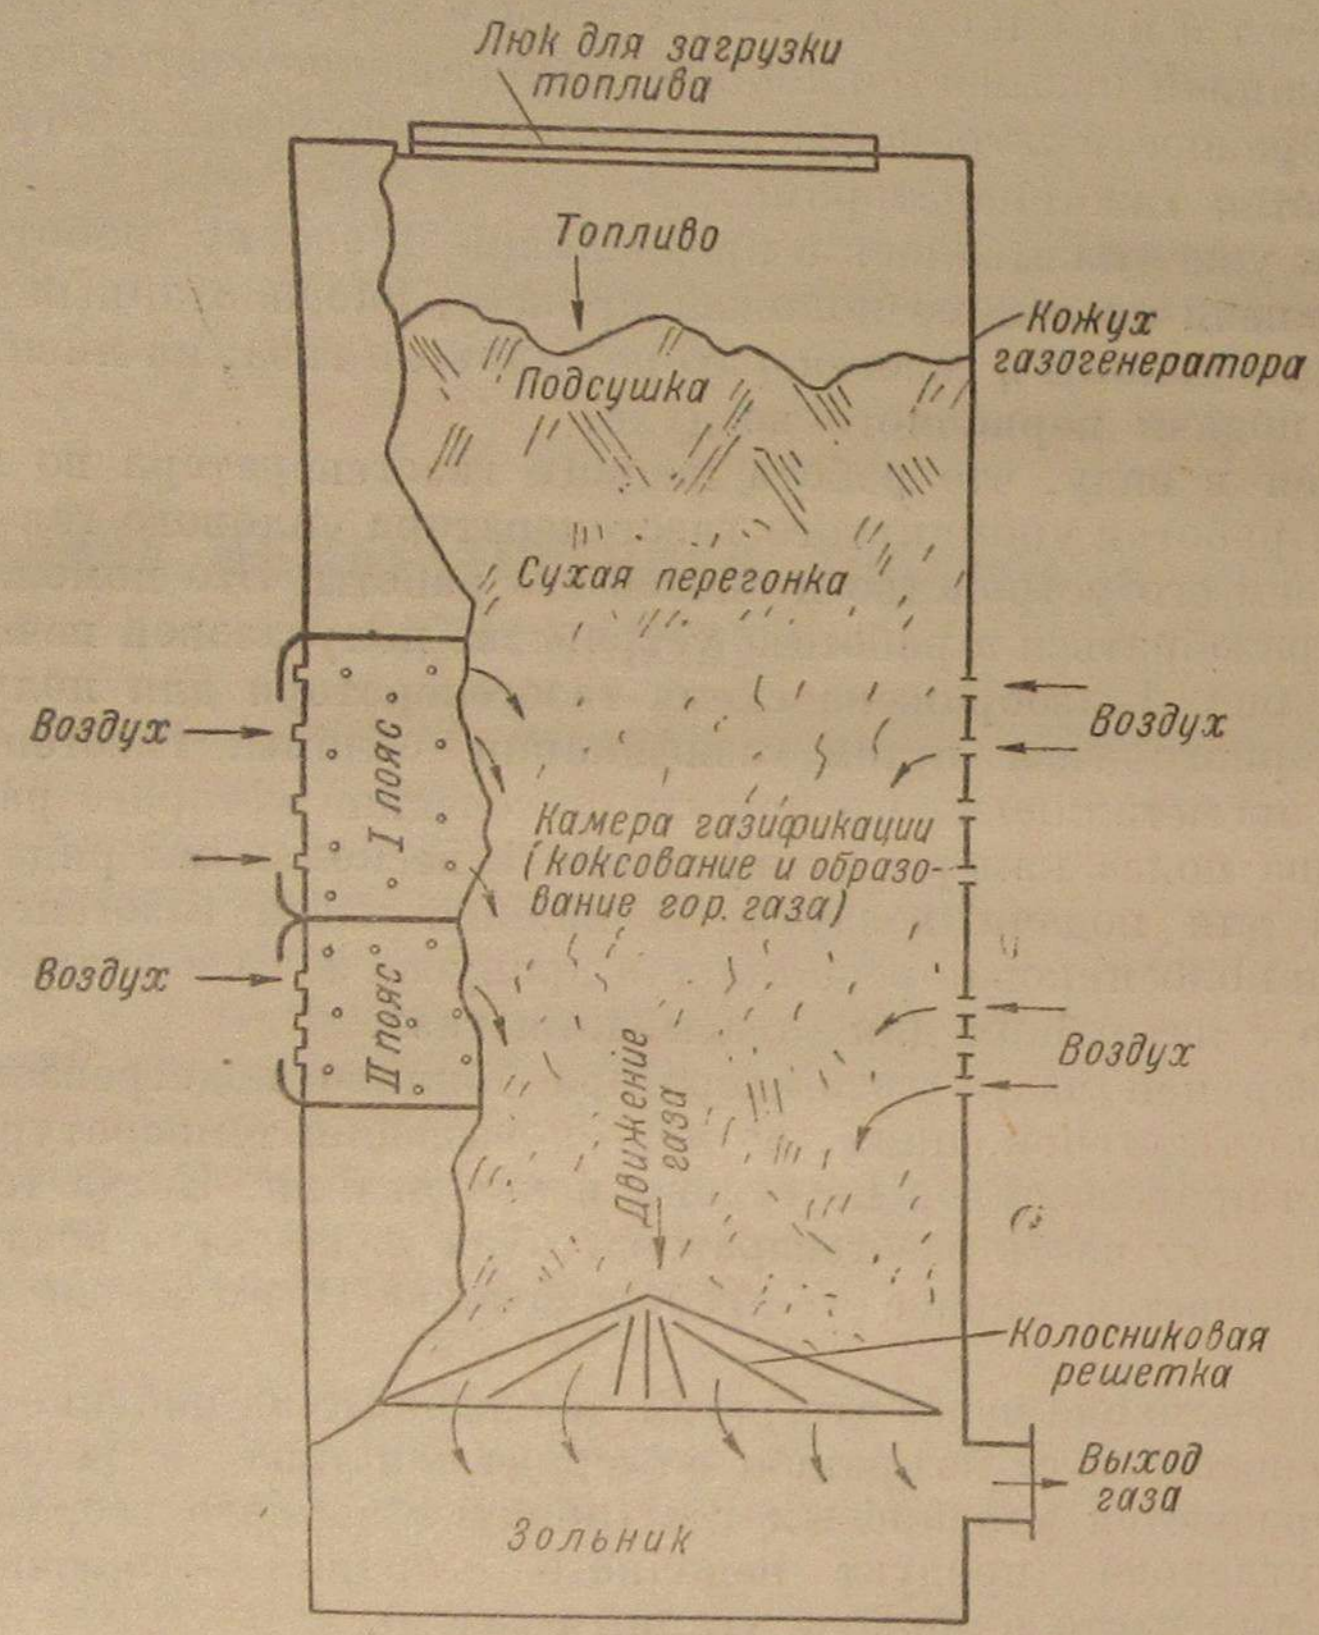 Люк для загрузки
топлива
Топливо
Кожух
газогенератора
Подсушка
Сухая перегонка
Воздух
I пояс
Воздух
Камера газификации
(коксование и образо-
вание гор. газа)
Воздух
II пояс
Движение
газа
Воздух
Колосниковая
решетка
Выход
газа
Зольник